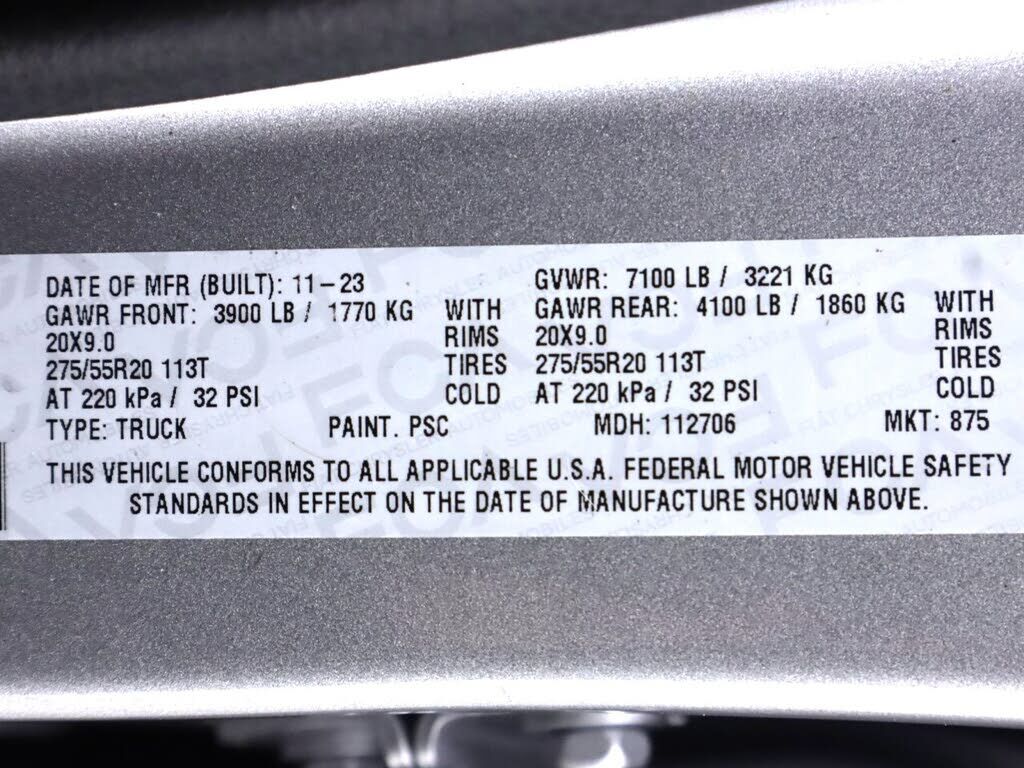 DATE OF MFR (BUILT): 11-23 GVWR: 7100 LB / 3221 KG
GAWR FRONT: 3900 LB / 1770 KG WITH GAWR REAR: 4100 LB / 1860 KG WITH
20X9.0 RIMS 20X9.0 RIMS
275/55R20 113T TIRES 275/55R20 113T TIRES
AT 220 kPa / 32 PSI COLD AT 220 kPa / 32 PSI COLD
TYPE: TRUCK PAINT. PSC MDH: 112706 MKT: 875
THIS VEHICLE CONFORMS TO ALL APPLICABLE U.S.A. FEDERAL MOTOR VEHICLE SAFETY
STANDARDS IN EFFECT ON THE DATE OF MANUFACTURE SHOWN ABOVE.